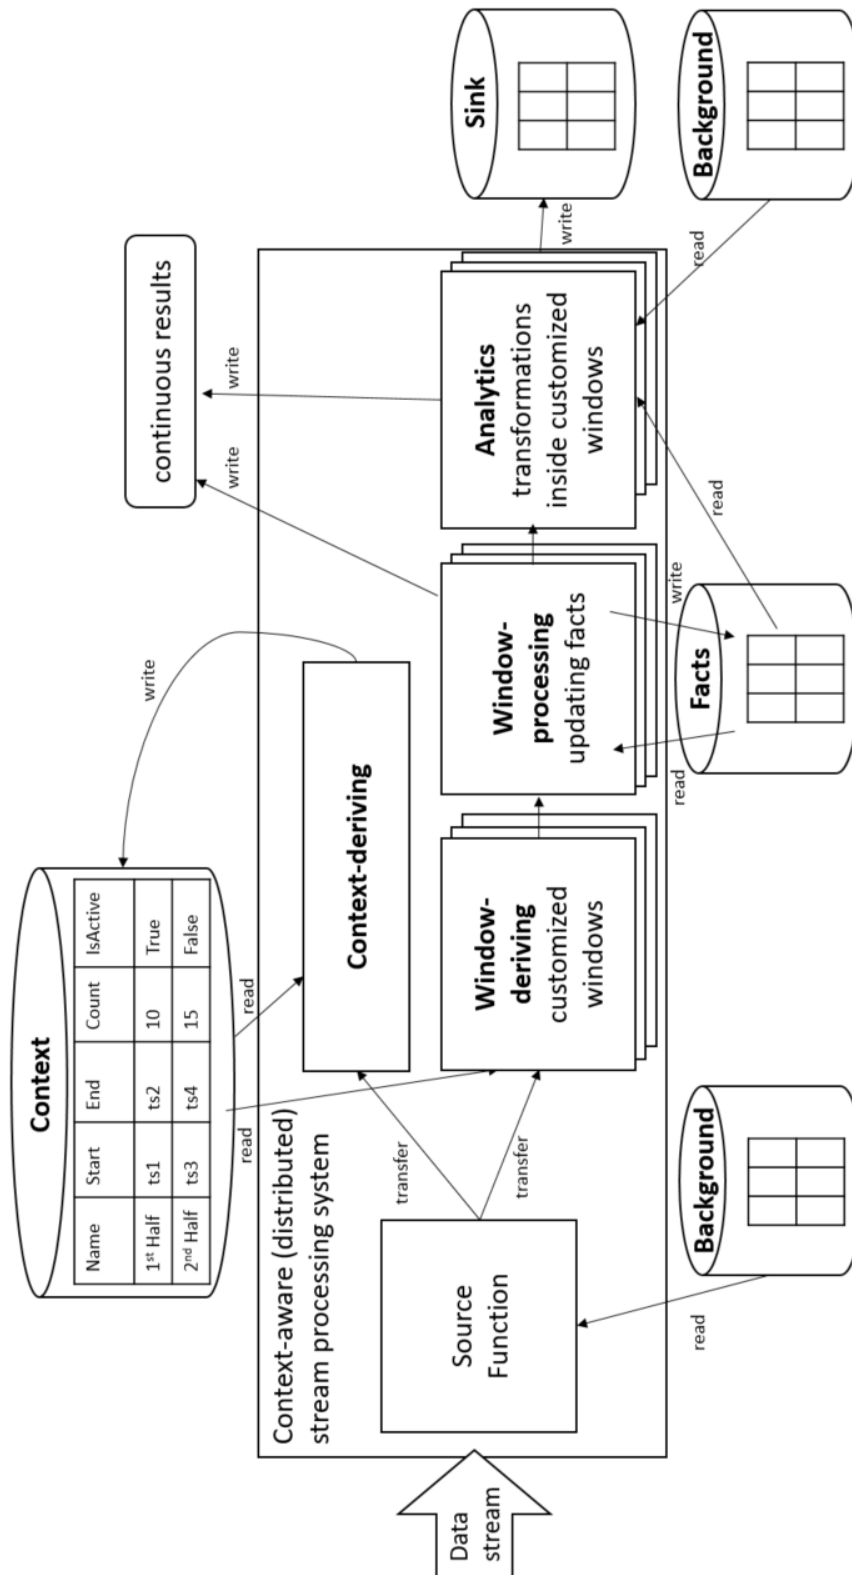 Context
Name Start End Count IsActive
1st Half ts1 ts2 10 True
2nd Half ts3 ts4 15 False
read
read
write
continuous results
write
write
Context-aware (distributed)
stream processing system
Context-deriving
transfer
transfer
Data
stream
Source
Function
Window-
deriving
customized
windows
Window-
processing
updating facts
Analytics
transformations
inside customized
windows
write
Sink
read
read
write
read
read
Background
Facts
Background